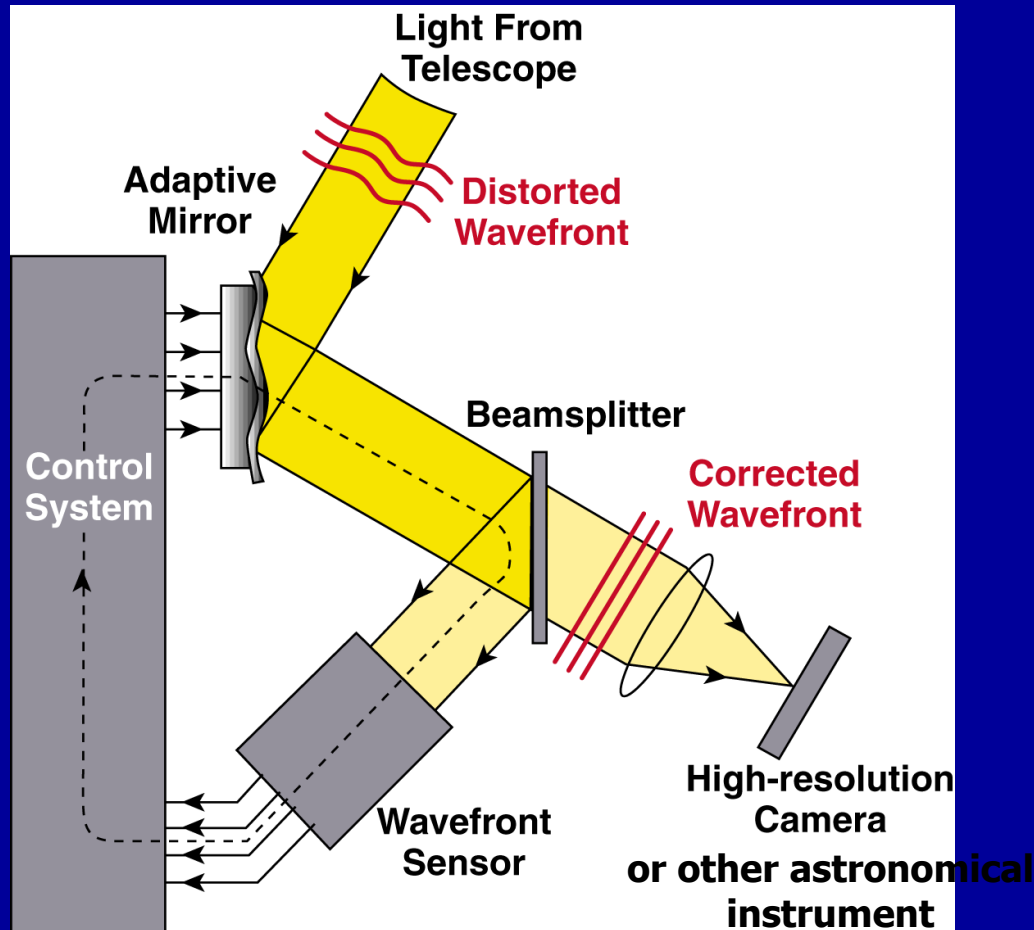 Light From
Telescope
Adaptive
Mirror
Distorted
Wavefront
Beamsplitter
Control
System
Corrected
Wavefront
High-resolution
Camera
Wavefront
Sensor
or other astronomical
instrument